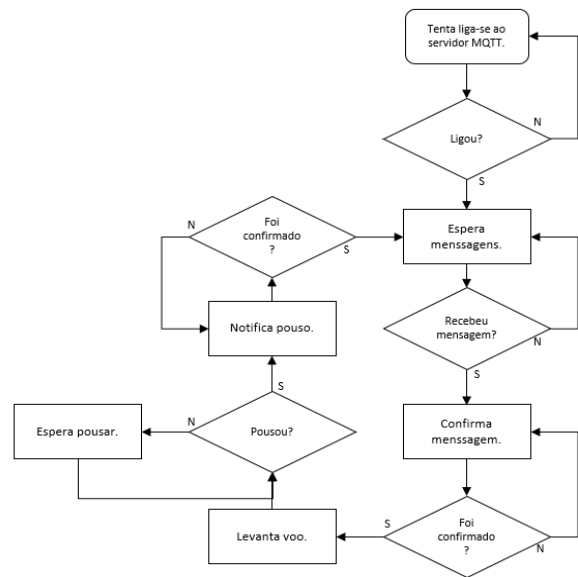 Tenta liga-se ao
servidor MQTT.
N
Ligou?
S
N
Foi
confirmado
?
S
Espera
menssagens.
Notifica pouso.
Recebeu
mensagem?
N
S
S
Espera pousar.
N
Pousou?
Confirma
menssagem.
Levanta voo.
S
Foi
confirmado
?
N